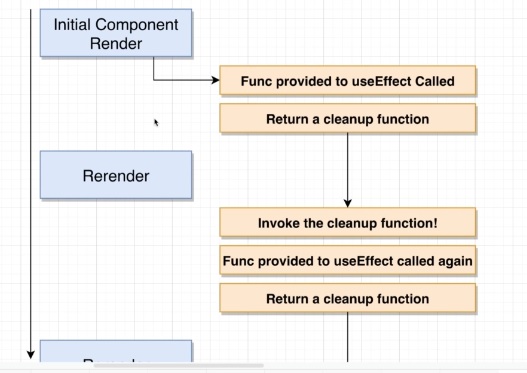 Initial Component
Render
Func provided to useEffect Called
Return a cleanup function
Rerender
Invoke the cleanup function!
Func provided to useEffect called again
Return a cleanup function